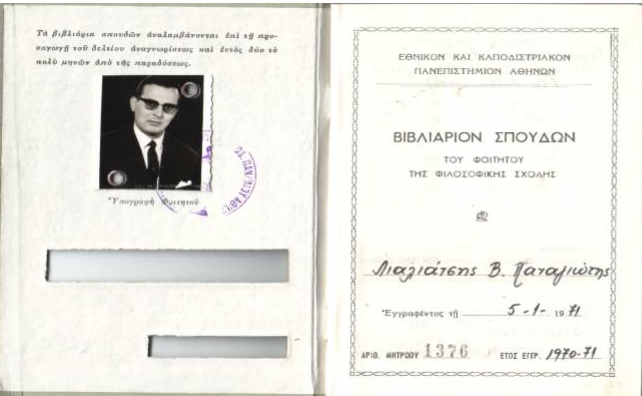 Τὰ βιβλιάρια σπουδῶν ἀναλαμβάνονται ἐπὶ τῇ προ-
σαγωγῇ τοῦ δελτίου ἀναγνωρίσεως καὶ ἐντὸς δύο τὸ
πολὺ μηνῶν ἀπὸ τῆς παραδόσεως.
Ὑπογραφὴ Φοιτητοῦ
ΕΘΝΙΚΟΝ ΚΑΙ ΚΑΠΟΔΙΣΤΡΙΑΚΟΝ
ΠΑΝΕΠΙΣΤΗΜΙΟΝ ΑΘΗΝΩΝ
ΒΙΒΛΙΑΡΙΟΝ ΣΠΟΥΔΩΝ
ΤΟΥ ΦΟΙΤΗΤΟΥ
ΤΗΣ ΦΙΛΟΣΟΦΙΚΗΣ ΣΧΟΛΗΣ
Λιαλιάτσης Β. Παναγιώτης
Ἐγγραφέντος τῇ 5-1-1971
ΑΡΙΘ. ΜΗΤΡΩΟΥ 1376 ΕΤΟΣ ΕΓΓΡ. 1970-71